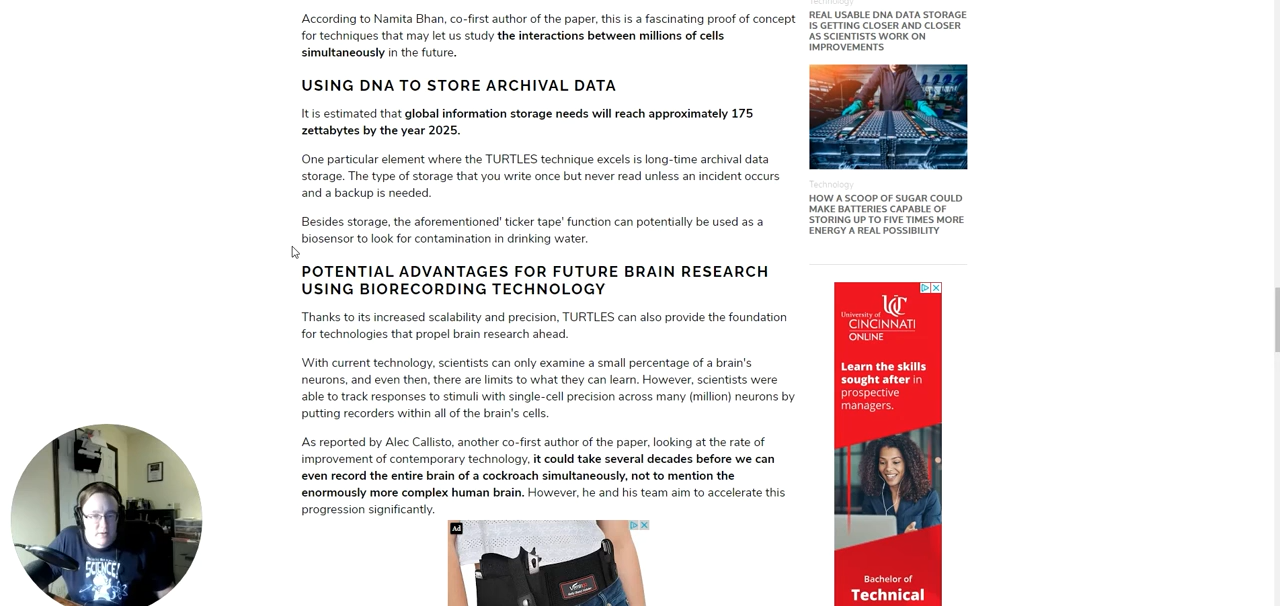 According to Namita Bhan, co-first author of the paper, this is a fascinating proof of concept
for techniques that may let us study the interactions between millions of cells
simultaneously in the future.
USING DNA TO STORE ARCHIVAL DATA
It is estimated that global information storage needs will reach approximately 175
zettabytes by the year 2025.
One particular element where the TURTLES technique excels is long-time archival data
storage. The type of storage that you write once but never read unless an incident occurs
and a backup is needed.
Besides storage, the aforementioned' ticker tape' function can potentially be used as a
biosensor to look for contamination in drinking water.
POTENTIAL ADVANTAGES FOR FUTURE BRAIN RESEARCH
USING BIORECORDING TECHNOLOGY
Thanks to its increased scalability and precision, TURTLES can also provide the foundation
for technologies that propel brain research ahead.
With current technology, scientists can only examine a small percentage of a brain's
neurons, and even then, there are limits to what they can learn. However, scientists were
able to track responses to stimuli with single-cell precision across many (million) neurons by
putting recorders within all of the brain's cells.
As reported by Alec Callisto, another co-first author of the paper, looking at the rate of
improvement of contemporary technology, it could take several decades before we can
even record the entire brain of a cockroach simultaneously, not to mention the
enormously more complex human brain. However, he and his team aim to accelerate this
progression significantly.
Ad
Technology
REAL USABLE DNA DATA STORAGE
IS GETTING CLOSER AND CLOSER
AS SCIENTISTS WORK ON
IMPROVEMENTS
Technology
HOW A SCOOP OF SUGAR COULD
MAKE BATTERIES CAPABLE OF
STORING UP TO FIVE TIMES MORE
ENERGY A REAL POSSIBILITY
UC
University of
CINCINNATI
ONLINE
Learn the skills
sought after in
prospective
managers.
Bachelor of
Technical
SCIENCE!